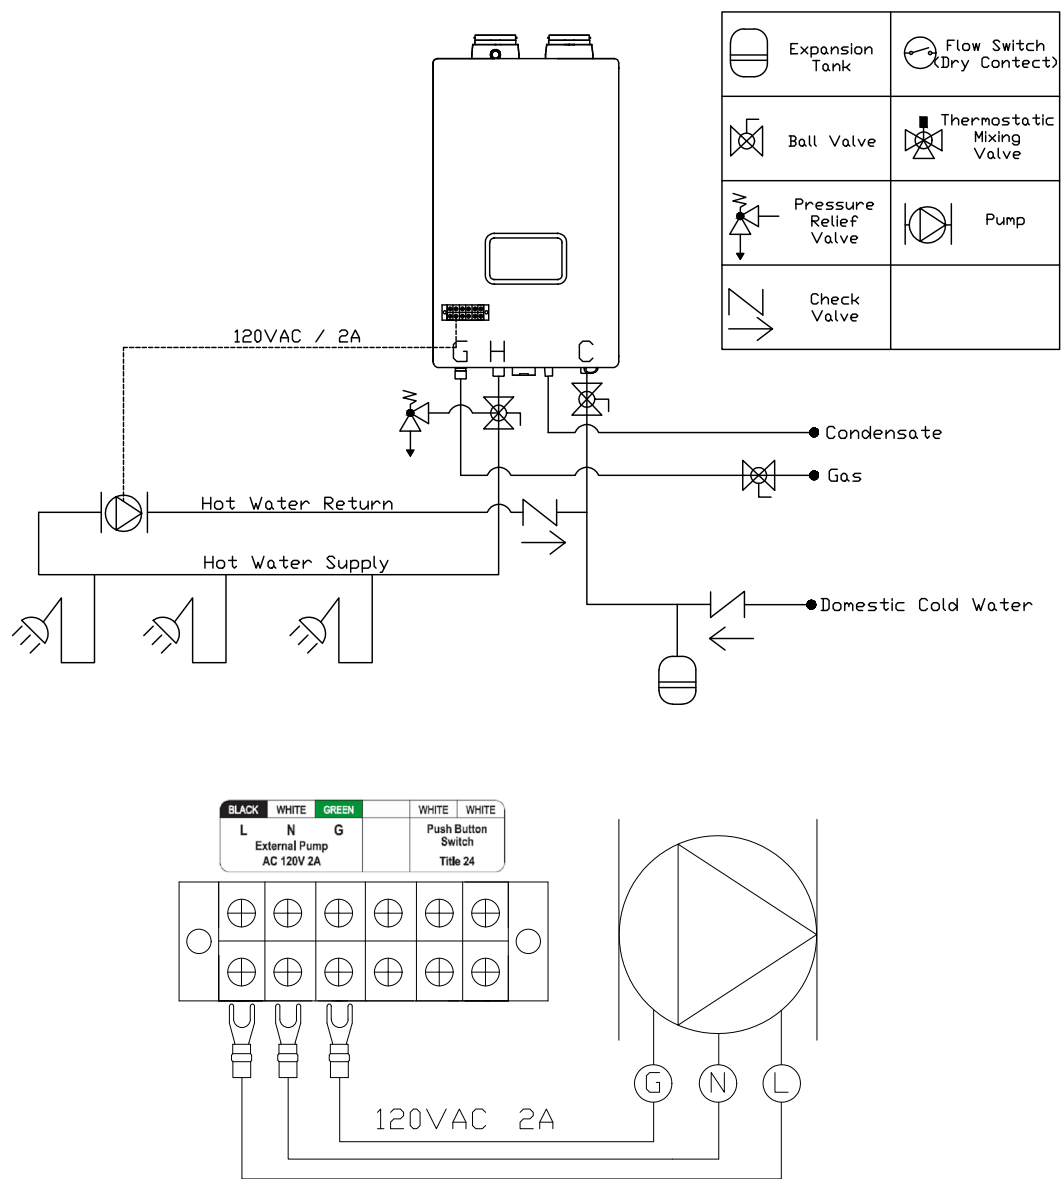 Expansion
Tank
Flow Switch
(Dry Contect)
Ball Valve
Thermostatic
Mixing
Valve
Pressure
Relief
Valve
Pump
Check
Valve
120VAC / 2A
G H C
Condensate
Gas
Hot Water Return
Hot Water Supply
Domestic Cold Water
BLACK WHITE GREEN WHITE WHITE
L N G
External Pump
AC 120V 2A
Push Button
Switch
Title 24
G N L
120VAC 2A